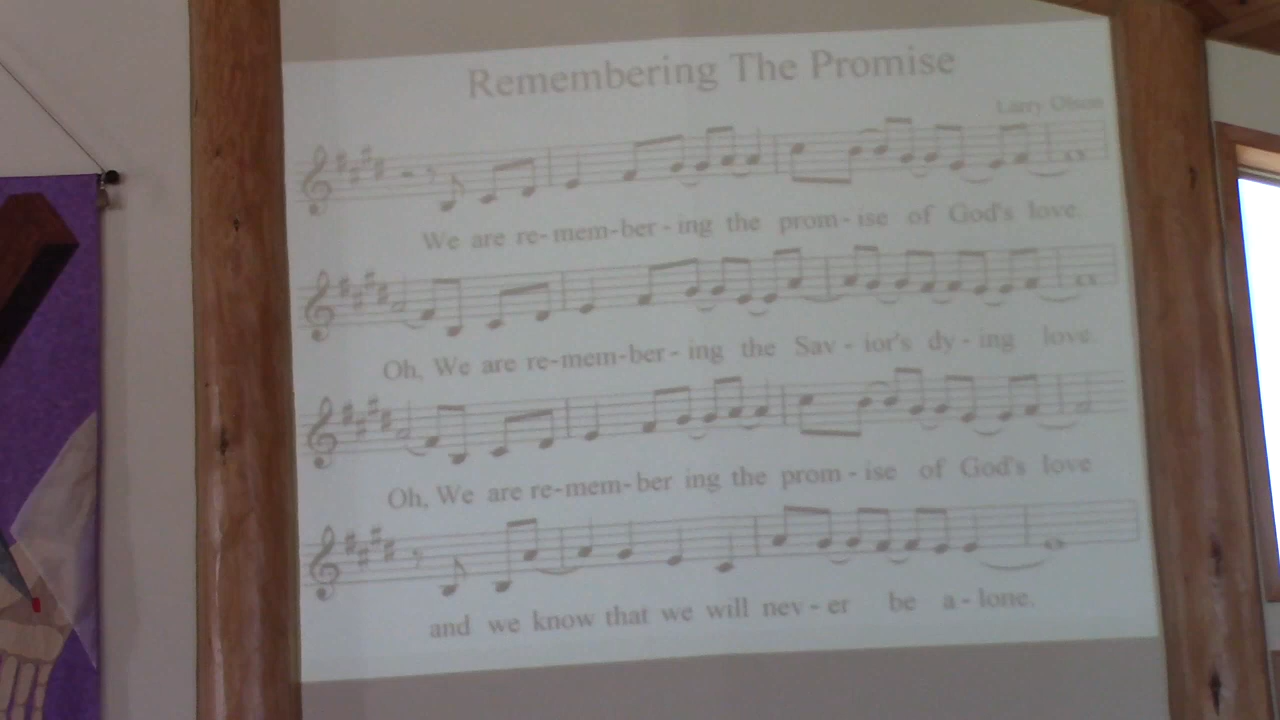 Remembering The Promise
Larry Olson
We are re-mem-ber-ing the prom-ise of God's love.
Oh, We are re-mem-ber-ing the Sav-ior's dy-ing love.
Oh, We are re-mem-ber ing the prom-ise of God's love
and we know that we will nev-er be a-lone.